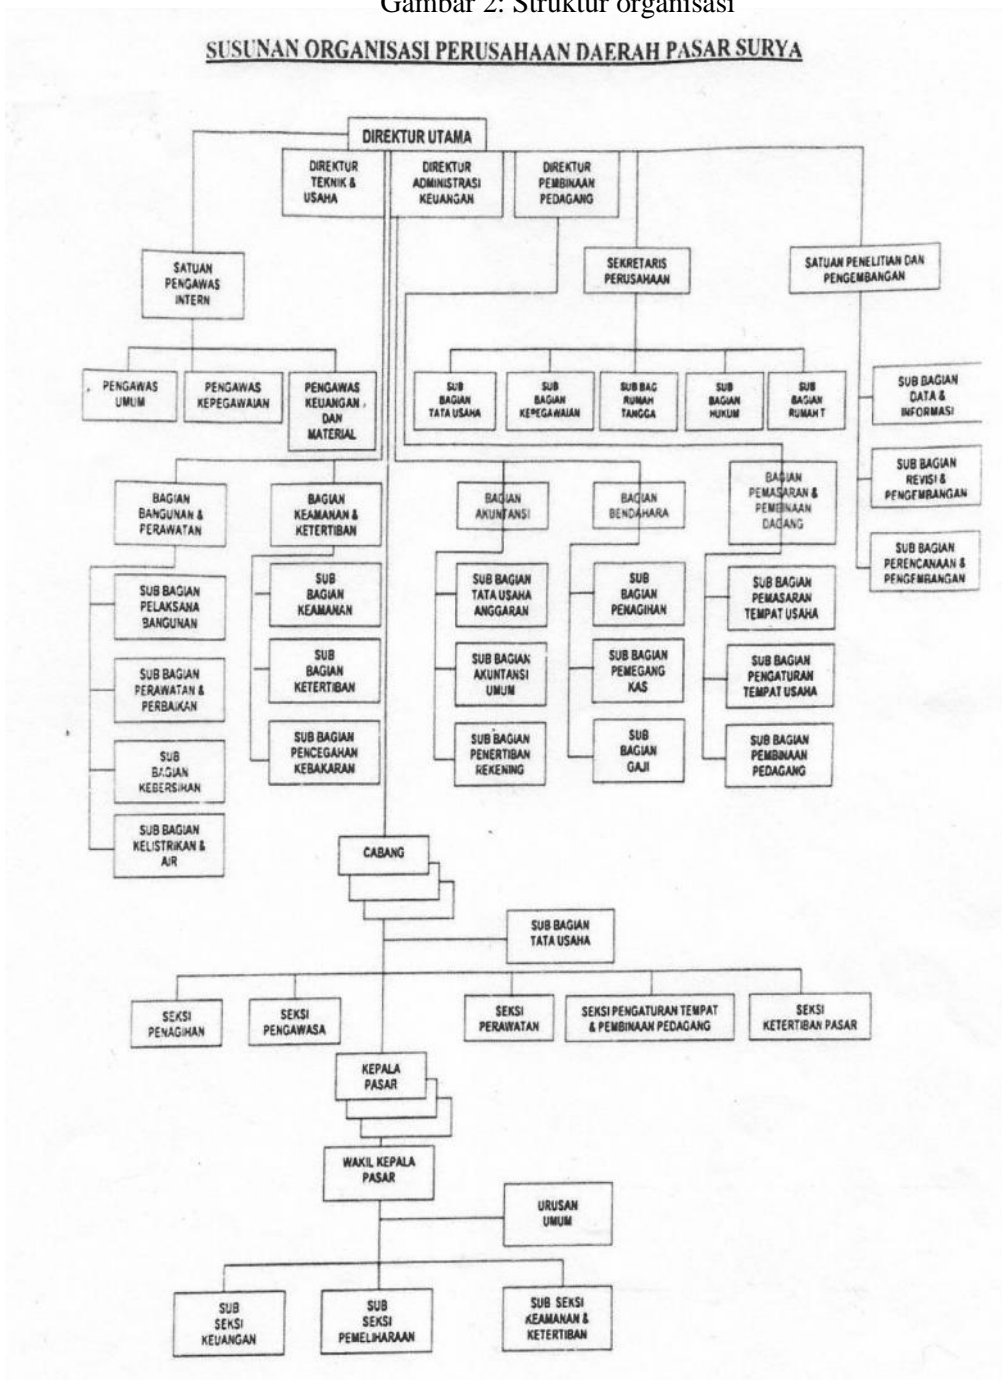 Gambar 2: Struktur organisasi
SUSUNAN ORGANISASI PERUSAHAAN DAERAH PASAR SURYA
DIREKTUR UTAMA
DIREKTUR
TEKNIK &
USAHA
DIREKTUR
ADMINISTRASI
KEUANGAN
DIREKTUR
PEMBINAAN
PEDAGANG
SATUAN
PENGAWAS
INTERN
SEKRETARIS
PERUSAHAAN
SATUAN PENELITIAN DAN
PENGEMBANGAN
PENGAWAS
UMUM
PENGAWAS
KEPEGAWAIAN
PENGAWAS
KEUANGAN
DAN
MATERIAL
SUB
BAGIAN
TATA USAHA
SUB
BAGIAN
KEPEGAWAIAN
SUB BAG
RUMAH
TANGGA
SUB
BAGIAN
HUKUM
SUB
BAGIAN
RUMAH T
SUB BAGIAN
DATA &
INFORMASI
SUB BAGIAN
REVISI &
PENGEMBANGAN
SUB BAGIAN
PERENCANAAN &
PENGEMBANGAN
BAGIAN
BANGUNAN &
PERAWATAN
BAGIAN
KEAMANAN &
KETERTIBAN
BAGIAN
AKUNTANSI
BAGIAN
BENDAHARA
BAGIAN
PEMASARAN &
PEMBINAAN
DAGANG
SUB BAGIAN
PELAKSANA
BANGUNAN
SUB
BAGIAN
KEAMANAN
SUB BAGIAN
TATA USAHA
ANGGARAN
SUB
BAGIAN
PENAGIHAN
SUB BAGIAN
PEMASARAN
TEMPAT USAHA
SUB BAGIAN
PERAWATAN &
PERBAIKAN
SUB
BAGIAN
KETERTIBAN
SUB BAGIAN
AKUNTANSI
UMUM
SUB BAGIAN
PEMEGANG
KAS
SUB BAGIAN
PENGATURAN
TEMPAT USAHA
SUB
BAGIAN
KEBERSIHAN
SUB BAGIAN
PENCEGAHAN
KEBAKARAN
SUB BAGIAN
PENERTIBAN
REKENING
SUB
BAGIAN
GAJI
SUB BAGIAN
PEMBINAAN
PEDAGANG
SUB BAGIAN
KELISTRIKAN &
AIR
CABANG
SUB BAGIAN
TATA USAHA
SEKSI
PENAGIHAN
SEKSI
PENGAWASA
SEKSI
PERAWATAN
SEKSI PENGATURAN TEMPAT
& PEMBINAAN PEDAGANG
SEKSI
KETERTIBAN PASAR
KEPALA
PASAR
WAKIL KEPALA
PASAR
URUSAN
UMUM
SUB
SEKSI
KEUANGAN
SUB
SEKSI
PEMELIHARAAN
SUB SEKSI
KEAMANAN &
KETERTIBAN